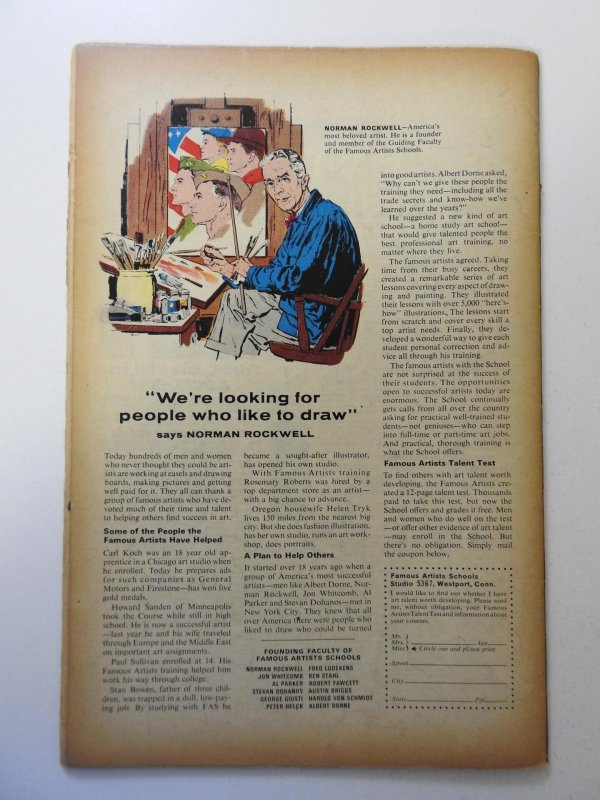 NORMAN ROCKWELL—America's
most beloved artist. He is a founder
and member of the Guiding Faculty
of the Famous Artists Schools.
"We're looking for
people who like to draw"
says NORMAN ROCKWELL
Today hundreds of men and women
who never thought they could be art-
ists are working at easels and drawing
boards, making pictures and getting
well paid for it. They all can thank a
group of famous artists who have de-
voted much of their time and talent
to helping others find success in art.
Some of the People the
Famous Artists Have Helped
Carl Koch was an 18 year old ap-
prentice in a Chicago art studio when
he enrolled. Today he prepares ads
for such companies as General
Motors and Firestone—has won five
gold medals.
Howard Sanden of Minneapolis
took the Course while still in high
school. He is now a successful artist
—last year he and his wife traveled
through Europe and the Middle East
on important art assignments.
Paul Sullivan enrolled at 14. His
Famous Artists training helped him
work his way through college.
Stan Bowen, father of three chil-
dren, was trapped in a dull, low-pay-
ing job. By studying with FAS he
became a sought-after illustrator,
has opened his own studio.
With Famous Artists training
Rosemary Roberts was hired by a
top department store as an artist—
with a big chance to advance.
Oregon housewife Helen Tryk
lives 150 miles from the nearest big
city. But she does fashion illustration,
has her own studio, runs an art work-
shop, does portraits.
A Plan to Help Others
It started over 18 years ago when a
group of America's most successful
artists—men like Albert Dorne, Nor-
man Rockwell, Jon Whitcomb, Al
Parker and Stevan Dohanos—met in
New York City. They knew that all
over America there were people who
liked to draw who could be turned
into good artists. Albert Dorne asked,
"Why can't we give these people the
training they need—including all the
trade secrets and know-how we've
learned over the years?"
He suggested a new kind of art
school—a home study art school—
that would give talented people the
best professional art training, no
matter where they live.
The famous artists agreed. Taking
time from their busy careers, they
created a remarkable series of art
lessons covering every aspect of draw-
ing and painting. They illustrated
their lessons with over 5,000 "here's-
how" illustrations. The lessons start
from scratch and cover every skill a
top artist needs. Finally, they de-
veloped a wonderful way to give each
student personal correction and ad-
vice all through his training.
The famous artists with the School
are not surprised at the success of
their students. The opportunities
open to successful artists today are
enormous. The School continually
gets calls from all over the country
asking for practical well-trained stu-
dents—not geniuses—who can step
into full-time or part-time art jobs.
And practical, thorough training is
what the School offers.
Famous Artists Talent Test
To find others with art talent worth
developing, the Famous Artists cre-
ated a 12-page talent test. Thousands
paid to take this test, but now the
School offers and grades it free. Men
and women who do well on the test
—or offer other evidence of art talent
—may enroll in the School. But
there's no obligation. Simply mail
the coupon below.
FOUNDING FACULTY OF
FAMOUS ARTISTS SCHOOLS
NORMAN ROCKWELL FRED LUDEKENS
JON WHITCOMB BEN STAHL
AL PARKER ROBERT FAWCETT
STEVAN DOHANOS AUSTIN BRIGGS
GEORGE GIUSTI HAROLD VON SCHMIDT
PETER HELCK ALBERT DORNE
Famous Artists Schools
Studio 5367, Westport, Conn.
I would like to find out whether I have
art talent worth developing. Please send
me, without obligation, your Famous
Artists Talent Test and information about
your courses.
Mr.
Mrs. Age
Miss Circle one and please print
Street
City
State Zip